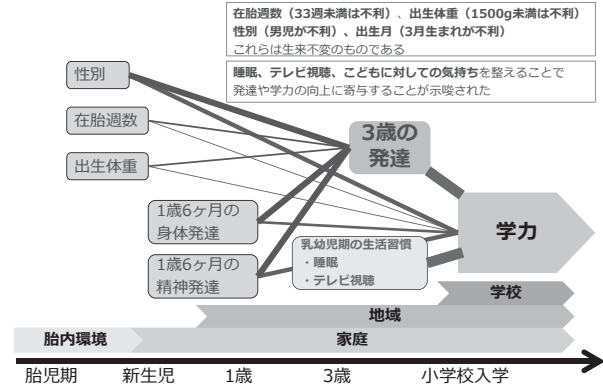 在胎週数（33週未満は不利）、出生体重（1500g未満は不利）
性別（男児が不利）、出生月（3月生まれが不利）
これらは生来不変のものである
睡眠、テレビ視聴、こどもに対しての気持ちを整えることで
発達や学力の向上に寄与することが示唆された
性別
在胎週数
出生体重
3歳の
発達
1歳6ヶ月の
身体発達
1歳6ヶ月の
精神発達
乳幼児期の生活習慣
・睡眠
・テレビ視聴
学力
学校
地域
胎内環境
家庭
胎児期
新生児
1歳
3歳
小学校入学